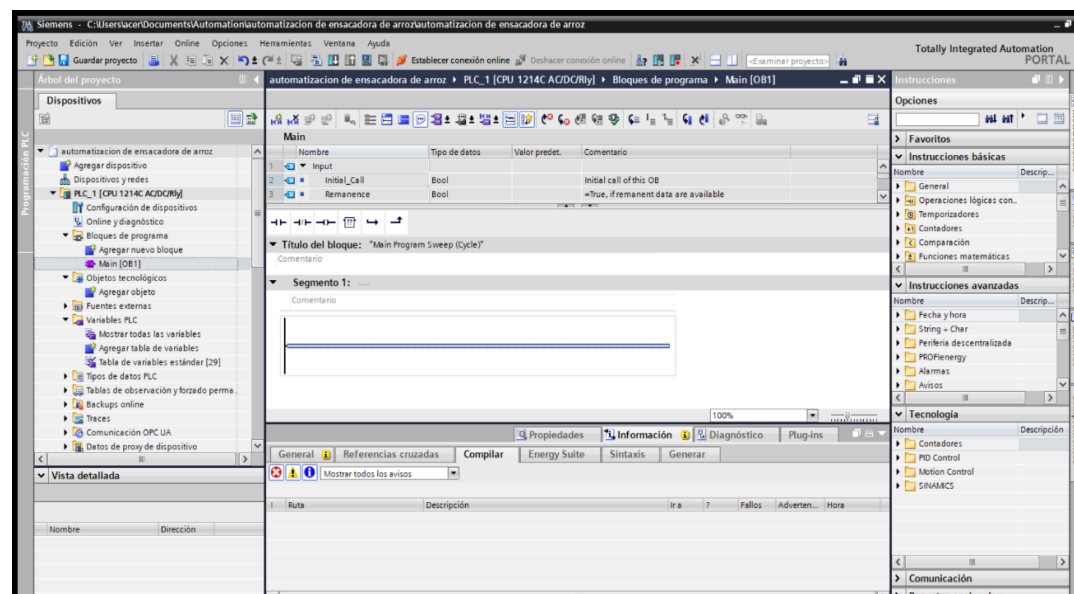 Siemens - C:\Users\acer\Documents\Automation\automatizacion de ensacadora de arroz\automatizacion de ensacadora de arroz
Proyecto Edición Ver Insertar Online Opciones Herramientas Ventana Ayuda
Totally Integrated Automation
PORTAL
Guardar proyecto
Establecer conexión online
Deshacer conexión online
<Examinar proyecto>
Árbol del proyecto
automatizacion de ensacadora de arroz PLC_1 [CPU 1214C AC/DC/Rly] Bloques de programa Main [OB1]
Instrucciones
Dispositivos
Opciones
Programación PLC
automatizacion de ensacadora de arroz
Agregar dispositivo
Dispositivos y redes
PLC_1 [CPU 1214C AC/DC/Rly]
Configuración de dispositivos
Online y diagnóstico
Bloques de programa
Agregar nuevo bloque
Main [OB1]
Objetos tecnológicos
Agregar objeto
Fuentes externas
Variables PLC
Mostrar todas las variables
Agregar tabla de variables
Tabla de variables estándar [29]
Tipos de datos PLC
Tablas de observación y forzado perma..
Backups online
Traces
Comunicación OPC UA
Datos de proxy de dispositivo
Vista detallada
Nombre Dirección
Main
Nombre Tipo de datos Valor predet. Comentario
1 Input
2 Initial_Call Bool Initial call of this OB
3 Remanence Bool =True, if remanent data are available
Título del bloque: "Main Program Sweep (Cycle)"
Comentario
Segmento 1: ....
Comentario
100%
Propiedades Información Diagnóstico Plug-ins
General Referencias cruzadas Compilar Energy Suite Sintaxis Generar
Mostrar todos los avisos
! Ruta Descripción Ir a ? Fallos Adverten... Hora
Favoritos
Instrucciones básicas
Nombre Descrip...
General
Operaciones lógicas con..
Temporizadores
Contadores
Comparación
Funciones matemáticas
Instrucciones avanzadas
Nombre Descrip...
Fecha y hora
String + Char
Periferia descentralizada
PROFIenergy
Alarmas
Avisos
Tecnología
Nombre Descripción
Contadores
PID Control
Motion Control
SINAMICS
Comunicación